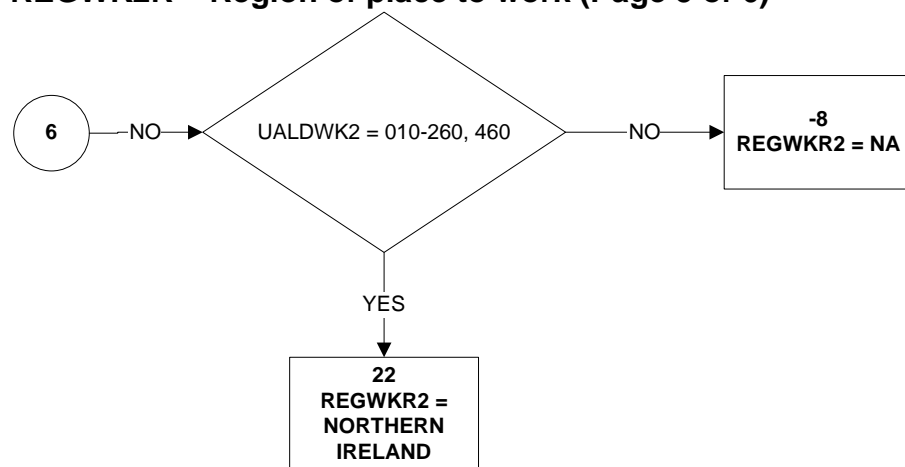 6
NO
UALDWK2 = 010-260, 460
NO
-8
REGWKR2 = NA
YES
22
REGWKR2 =
NORTHERN
IRELAND